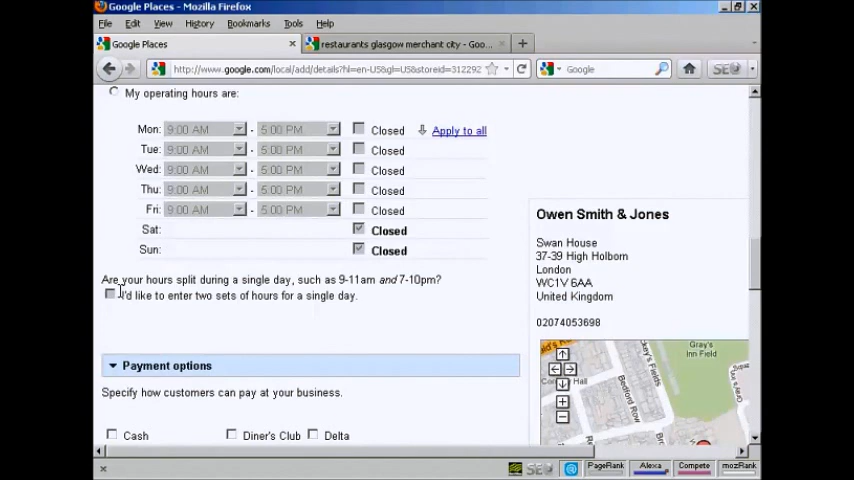 Google Places - Mozilla Firefox
File Edit View History Bookmarks Tools Help
Google Places × restaurants glasgow merchant city - Goo... ×
http://www.google.com/local/add/details?hl=en-US&gl=US&storeid=312292 Google SEO
My operating hours are:
Mon: 9:00 AM - 5:00 PM Closed Apply to all
Tue: 9:00 AM - 5:00 PM Closed
Wed: 9:00 AM - 5:00 PM Closed
Thu: 9:00 AM - 5:00 PM Closed
Fri: 9:00 AM - 5:00 PM Closed
Sat: Closed
Sun: Closed
Are your hours split during a single day, such as 9-11am and 7-10pm?
I'd like to enter two sets of hours for a single day.
Payment options
Specify how customers can pay at your business.
Cash Diner's Club Delta
Owen Smith & Jones
Swan House
37-39 High Holborn
London
WC1V 6AA
United Kingdom
02074053698
Gray's
Inn Field
Bedford Row
Hall
PageRank Alexa Compete mozRank